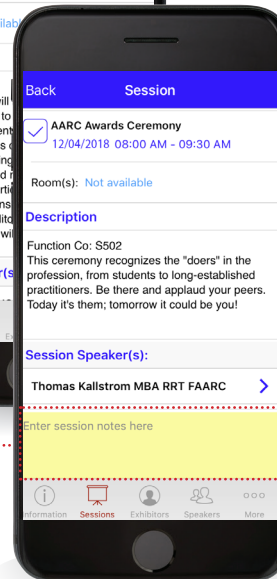 Back Session
AARC Awards Ceremony
12/04/2018 08:00 AM - 09:30 AM
Room(s): Not available
Description
Function Co: S502
This ceremony recognizes the "doers" in the
profession, from students to long-established
practitioners. Be there and applaud your peers.
Today it's them; tomorrow it could be you!
Session Speaker(s):
Thomas Kallstrom MBA RRT FAARC
Enter session notes here
Information Sessions Exhibitors Speakers More